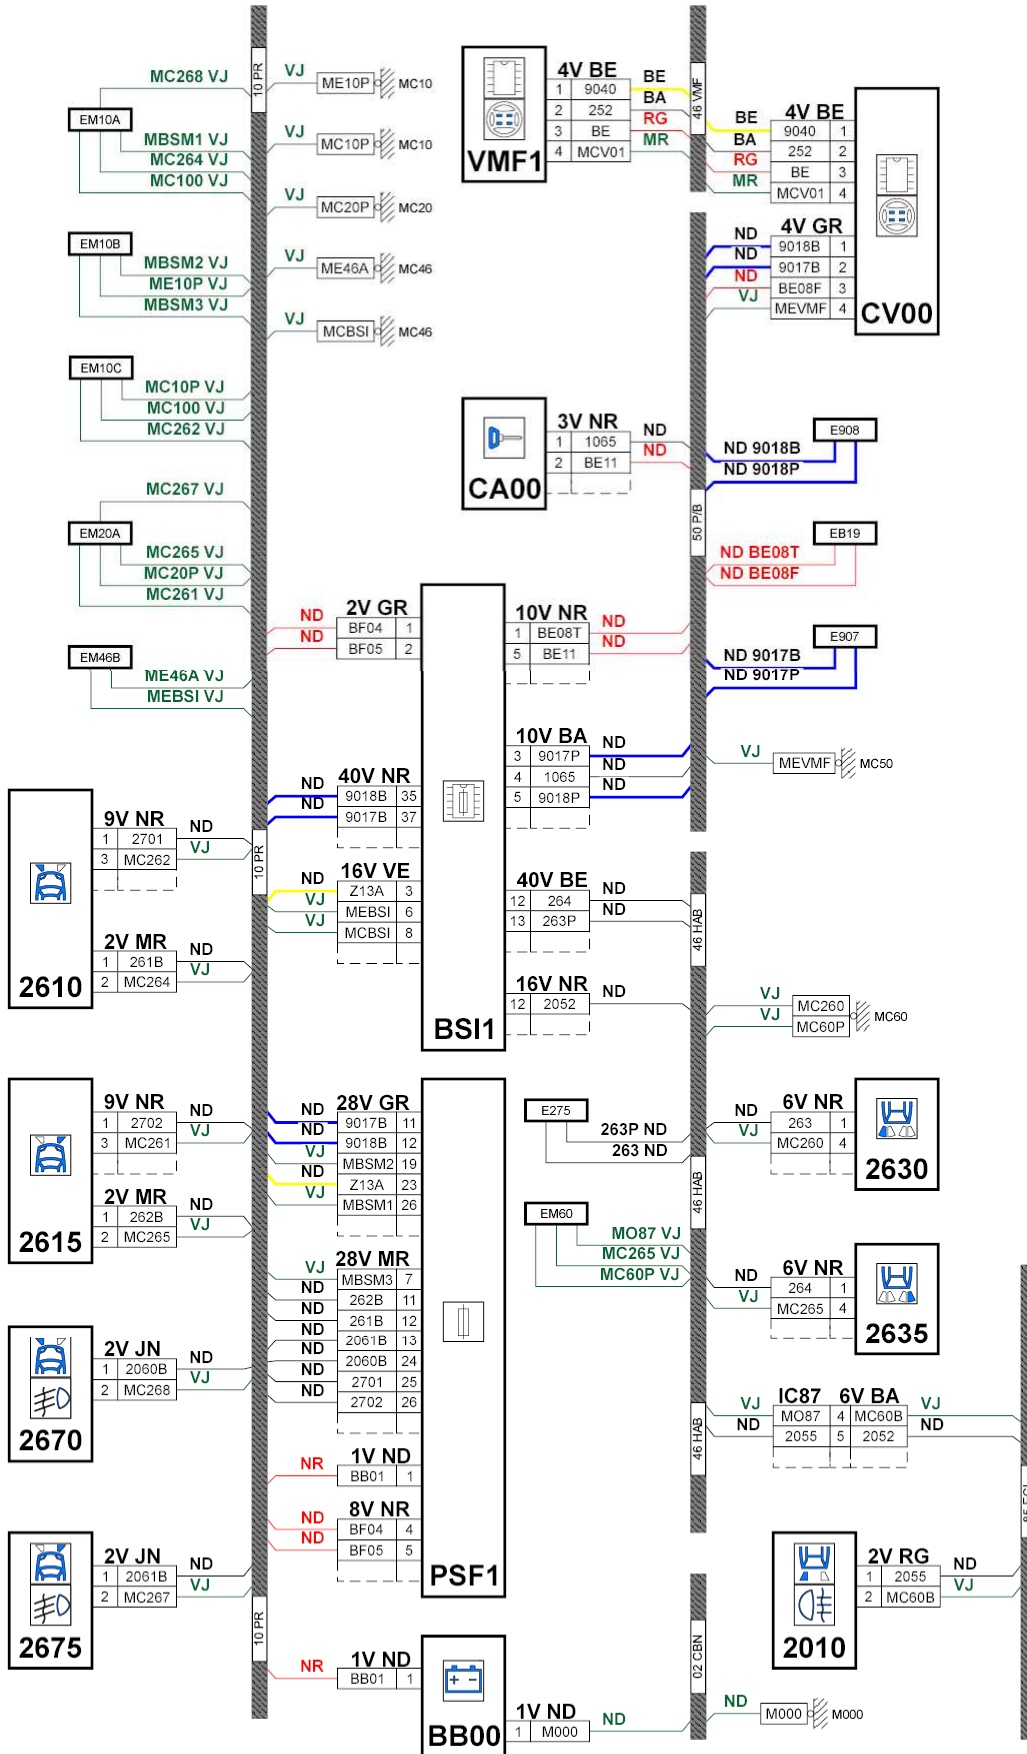 10 PR
MC268 VJ
EM10A
MBSM1 VJ
MC264 VJ
MC100 VJ
EM10B
MBSM2 VJ
ME10P VJ
MBSM3 VJ
EM10C
MC10P VJ
MC100 VJ
MC262 VJ
MC267 VJ
EM20A
MC265 VJ
MC20P VJ
MC261 VJ
EM46B
ME46A VJ
MEBSI VJ
VJ ME10P MC10
VJ MC10P MC10
VJ MC20P MC20
VJ ME46A MC46
VJ MCBSI MC46
VMF1
4V BE
1 9040 BE
2 252 BA
3 BE RG
4 MCV01 MR
46 VMF
4V BE
BE 9040 1
BA 252 2
RG BE 3
MR MCV01 4
4V GR
ND 9018B 1
ND 9017B 2
ND BE08F 3
VJ MEVMF 4
CV00
CA00
3V NR
1 1065 ND
2 BE11 ND
E908
ND 9018B
ND 9018P
50 P/B
EB19
ND BE08T
ND BE08F
E907
ND 9017B
ND 9017P
VJ MEVMF MC50
2V GR
ND BF04 1
ND BF05 2
10V NR
1 BE08T ND
5 BE11 ND
10V BA
3 9017P ND
4 1065 ND
5 9018P ND
40V NR
ND 9018B 35
ND 9017B 37
16V VE
ND Z13A 3
VJ MEBSI 6
VJ MCBSI 8
40V BE
12 264 ND
13 263P ND
16V NR
12 2052 ND
BSI1
10 PR
46 HAB
9V NR
1 2701 ND
3 MC262 VJ
2V MR
1 261B ND
2 MC264 VJ
2610
VJ MC260
VJ MC60P
MC60
9V NR
1 2702 ND
3 MC261 VJ
2V MR
1 262B ND
2 MC265 VJ
2615
28V GR
ND 9017B 11
ND 9018B 12
VJ MBSM2 19
ND Z13A 23
VJ MBSM1 26
28V MR
VJ MBSM3 7
ND 262B 11
ND 261B 12
ND 2061B 13
ND 2060B 24
ND 2701 25
ND 2702 26
1V ND
NR BB01 1
8V NR
ND BF04 4
ND BF05 5
PSF1
E275
263P ND
263 ND
46 HAB
EM60
MO87 VJ
MC265 VJ
MC60P VJ
6V NR
ND 263 1
VJ MC260 4
2630
6V NR
ND 264 1
VJ MC265 4
2635
2V JN
1 2060B ND
2 MC268 VJ
2670
46 HAB
IC87 6V BA
VJ MO87 4 MC60B VJ
ND 2055 5 2052 ND
2V JN
1 2061B ND
2 MC267 VJ
2675
10 PR
2V RG
1 2055 ND
2 MC60B VJ
2010
1V ND
NR BB01 1
BB00
1V ND
1 M000 ND
02 CBN
ND M000 M000